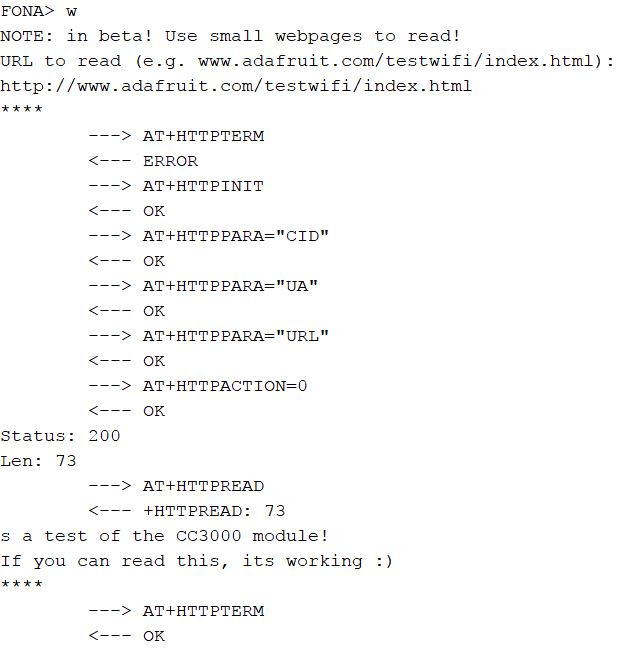 FONA> w
NOTE: in beta! Use small webpages to read!
URL to read (e.g. www.adafruit.com/testwifi/index.html):
http://www.adafruit.com/testwifi/index.html
****
---> AT+HTTPTERM
<--- ERROR
---> AT+HTTPINIT
<--- OK
---> AT+HTTPPARA="CID"
<--- OK
---> AT+HTTPPARA="UA"
<--- OK
---> AT+HTTPPARA="URL"
<--- OK
---> AT+HTTPACTION=0
<--- OK
Status: 200
Len: 73
---> AT+HTTPREAD
<--- +HTTPREAD: 73
s a test of the CC3000 module!
If you can read this, its working :)
****
---> AT+HTTPTERM
<--- OK